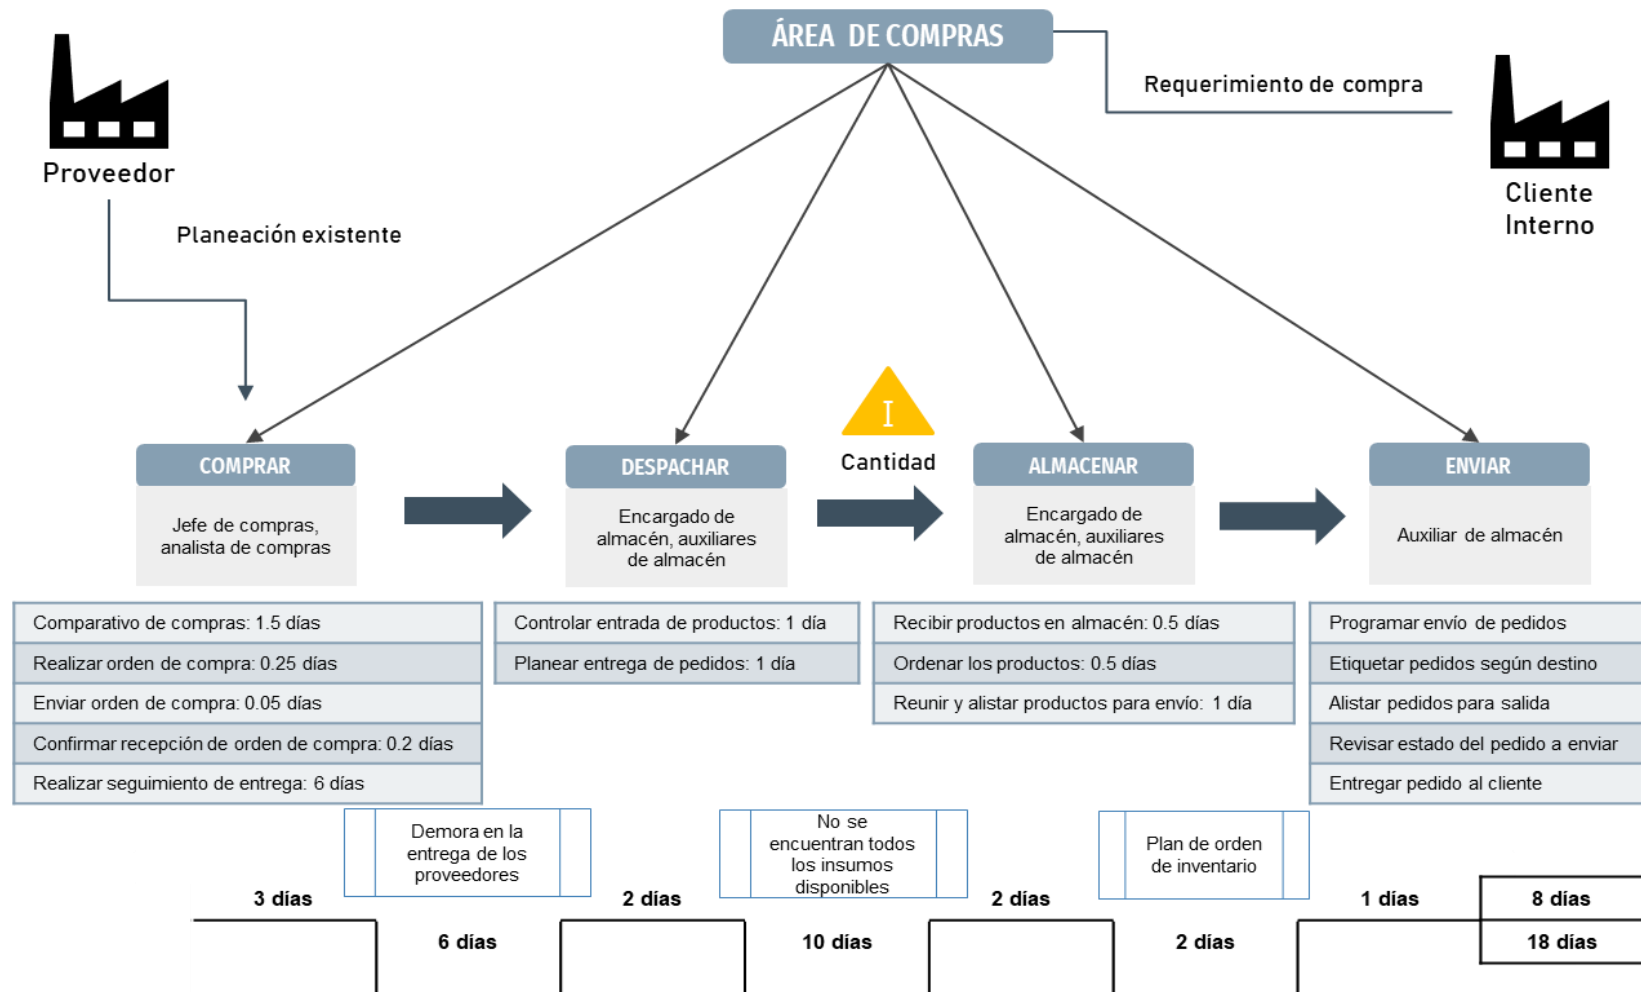 ÁREA DE COMPRAS
Requerimiento de compra
Proveedor
Cliente
Interno
Planeación existente
I
Cantidad
COMPRAR
Jefe de compras,
analista de compras
DESPACHAR
Encargado de
almacén, auxiliares
de almacén
ALMACENAR
Encargado de
almacén, auxiliares
de almacén
ENVIAR
Auxiliar de almacén
Comparativo de compras: 1.5 días
Realizar orden de compra: 0.25 días
Enviar orden de compra: 0.05 días
Confirmar recepción de orden de compra: 0.2 días
Realizar seguimiento de entrega: 6 días
Controlar entrada de productos: 1 día
Planear entrega de pedidos: 1 día
Recibir productos en almacén: 0.5 días
Ordenar los productos: 0.5 días
Reunir y alistar productos para envío: 1 día
Programar envío de pedidos
Etiquetar pedidos según destino
Alistar pedidos para salida
Revisar estado del pedido a enviar
Entregar pedido al cliente
Demora en la
entrega de los
proveedores
No se
encuentran todos
los insumos
disponibles
Plan de orden
de inventario
3 días
2 días
2 días
1 días
8 días
6 días
10 días
2 días
18 días